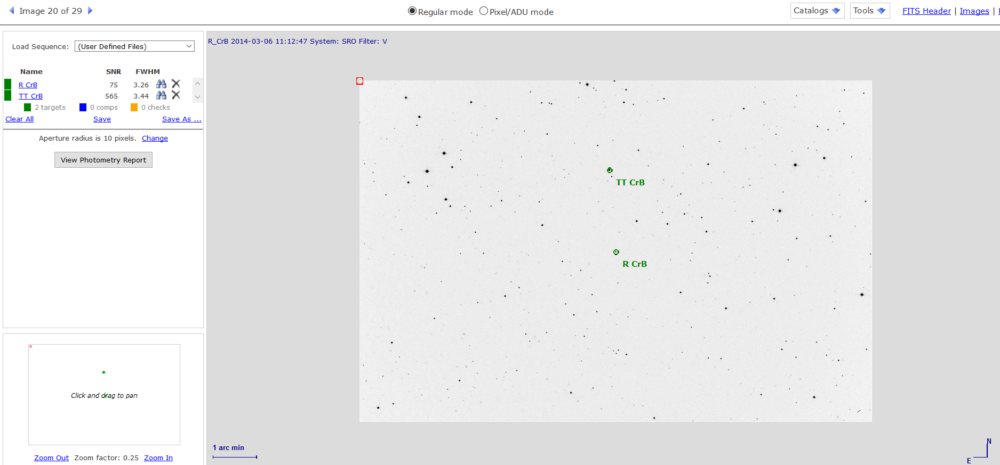 Image 20 of 29
Regular mode Pixel/ADU mode
Catalogs Tools FITS Header | Images |
Load Sequence: (User Defined Files)
Name SNR FWHM
R CrB 75 3.26
TT CrB 565 3.44
2 targets 0 comps 0 checks
Clear All Save Save As ...
Aperture radius is 10 pixels. Change
View Photometry Report
Click and drag to pan
Zoom Out Zoom factor: 0.25 Zoom In
R_CrB 2014-03-06 11:12:47 System: SRO Filter: V
TT CrB
R CrB
1 arc min
N
E